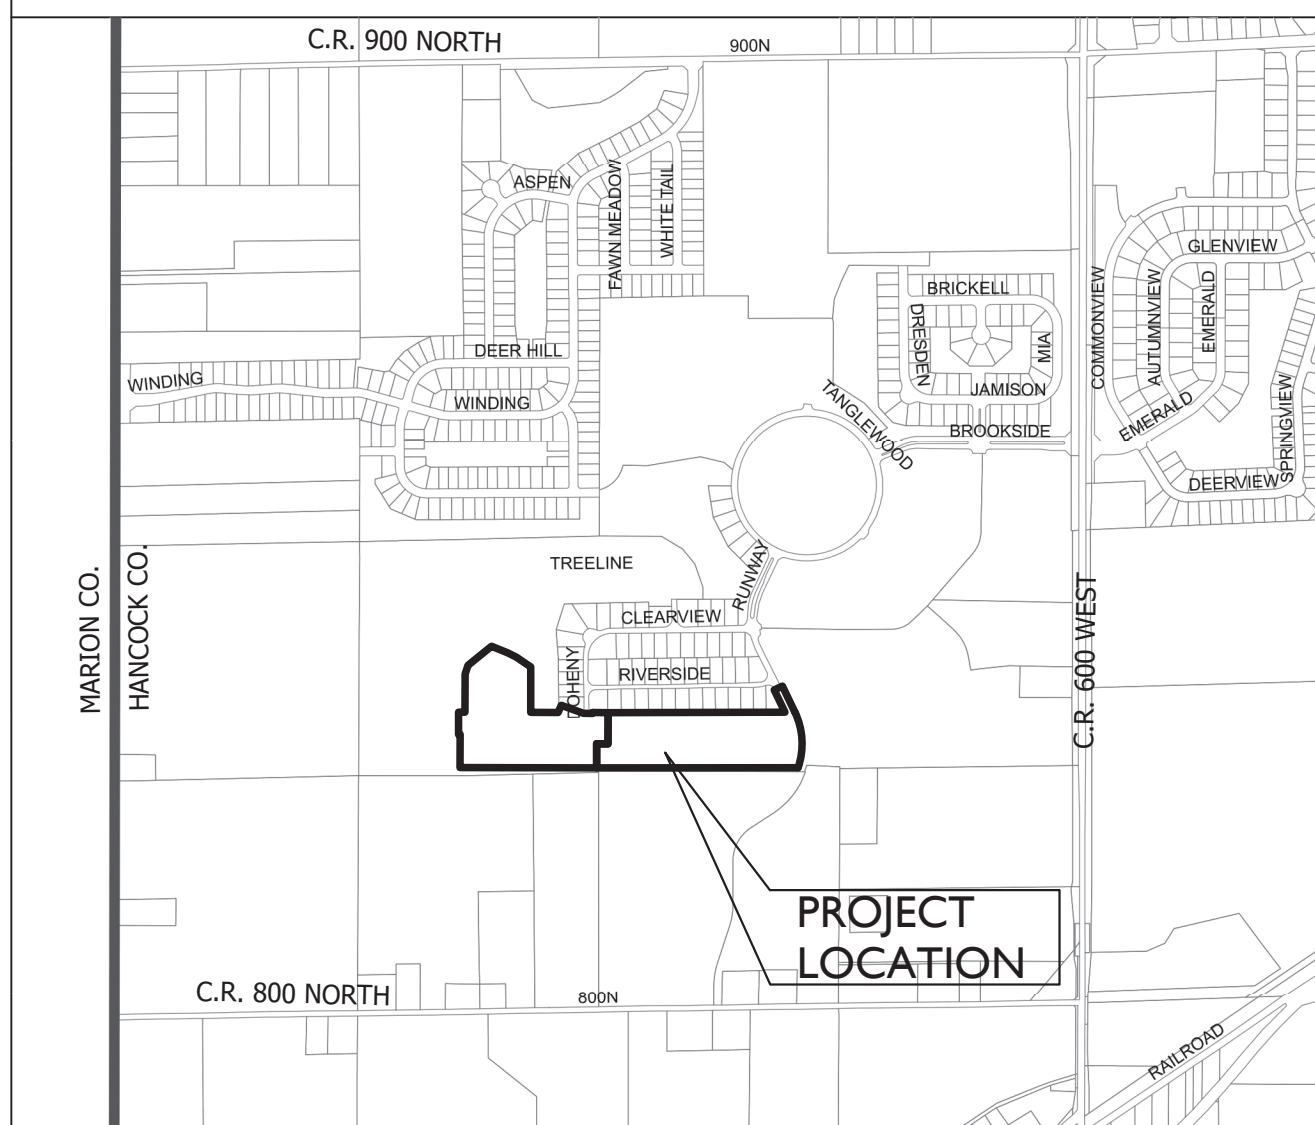 C.R. 900 NORTH
900N
ASPEN
FAWN MEADOW
WHITE TAIL
GLENVIEW
BRICKELL
COMMONVIEW
AUTUMNVIEW
EMERALD
DRESDEN
MIA
DEER HILL
WINDING
WINDING
JAMISON
TANGLEWOOD
BROOKSIDE
EMERALD
SPRINGVIEW
DEERVIEW
MARION CO.
HANCOCK CO.
TREELINE
RUNWAY
CLEARVIEW
C.R. 600 WEST
RIVERSIDE
PROJECT
LOCATION
C.R. 800 NORTH
800N
RAILROAD